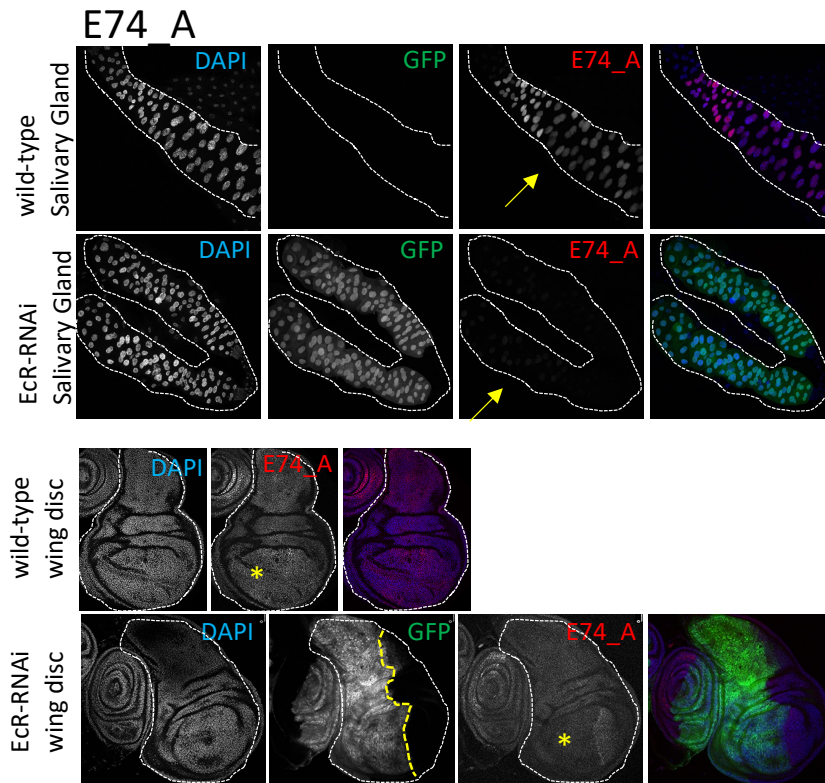 E74_A
wild-type
Salivary Gland
DAPI
GFP
E74_A
EcR-RNAi
Salivary Gland
DAPI
GFP
E74_A
wild-type
wing disc
DAPI
E74_A
*
EcR-RNAi
wing disc
DAPI
GFP
E74_A
*